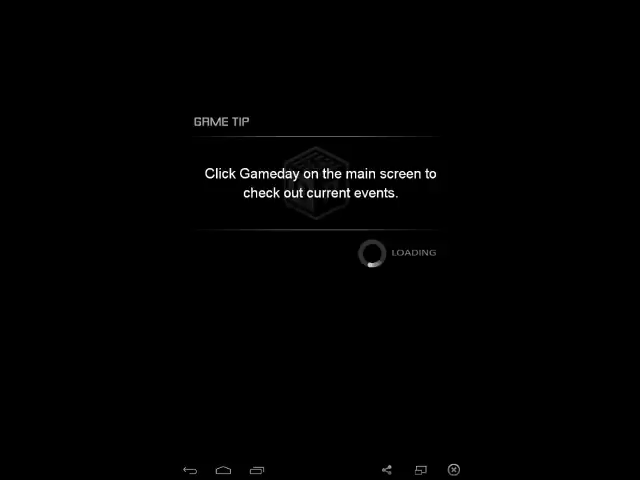 GAME TIP
Click Gameday on the main screen to
check out current events.
LOADING